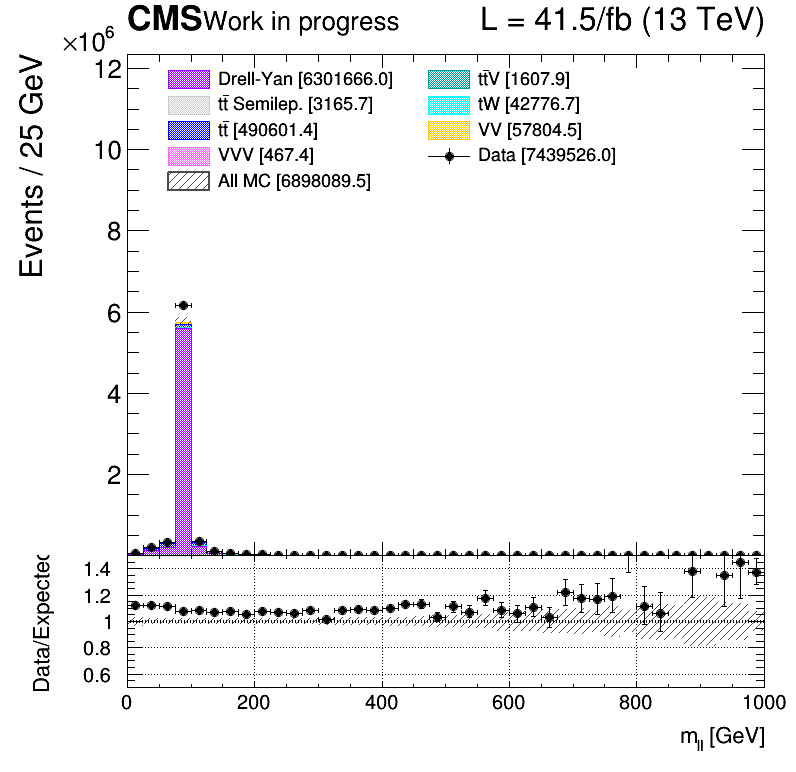 CMS Work in progress L = 41.5/fb (13 TeV)
×10⁶
Events / 25 GeV
12
10
8
6
4
2
Drell-Yan [6301666.0]
tt̄ Semilep. [3165.7]
tt̄ [490601.4]
VVV [467.4]
All MC [6898089.5]
tt̄V [1607.9]
tW [42776.7]
VV [57804.5]
Data [7439526.0]
Data/Expected
1.4
1.2
1
0.8
0.6
0 200 400 600 800 1000
m_ll [GeV]